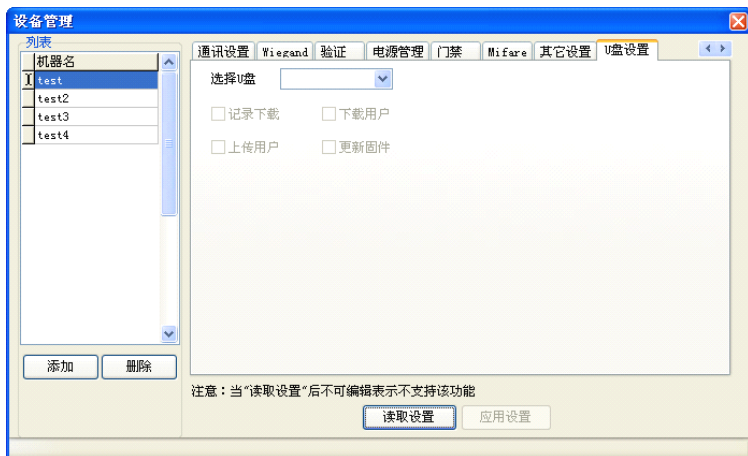 设备管理
列表
机器名
test
test2
test3
test4
添加 删除
通讯设置 Wiegand 验证 电源管理 门禁 Mifare 其它设置 U盘设置
选择U盘
记录下载 下载用户
上传用户 更新固件
注意：当"读取设置"后不可编辑表示不支持该功能
读取设置 应用设置